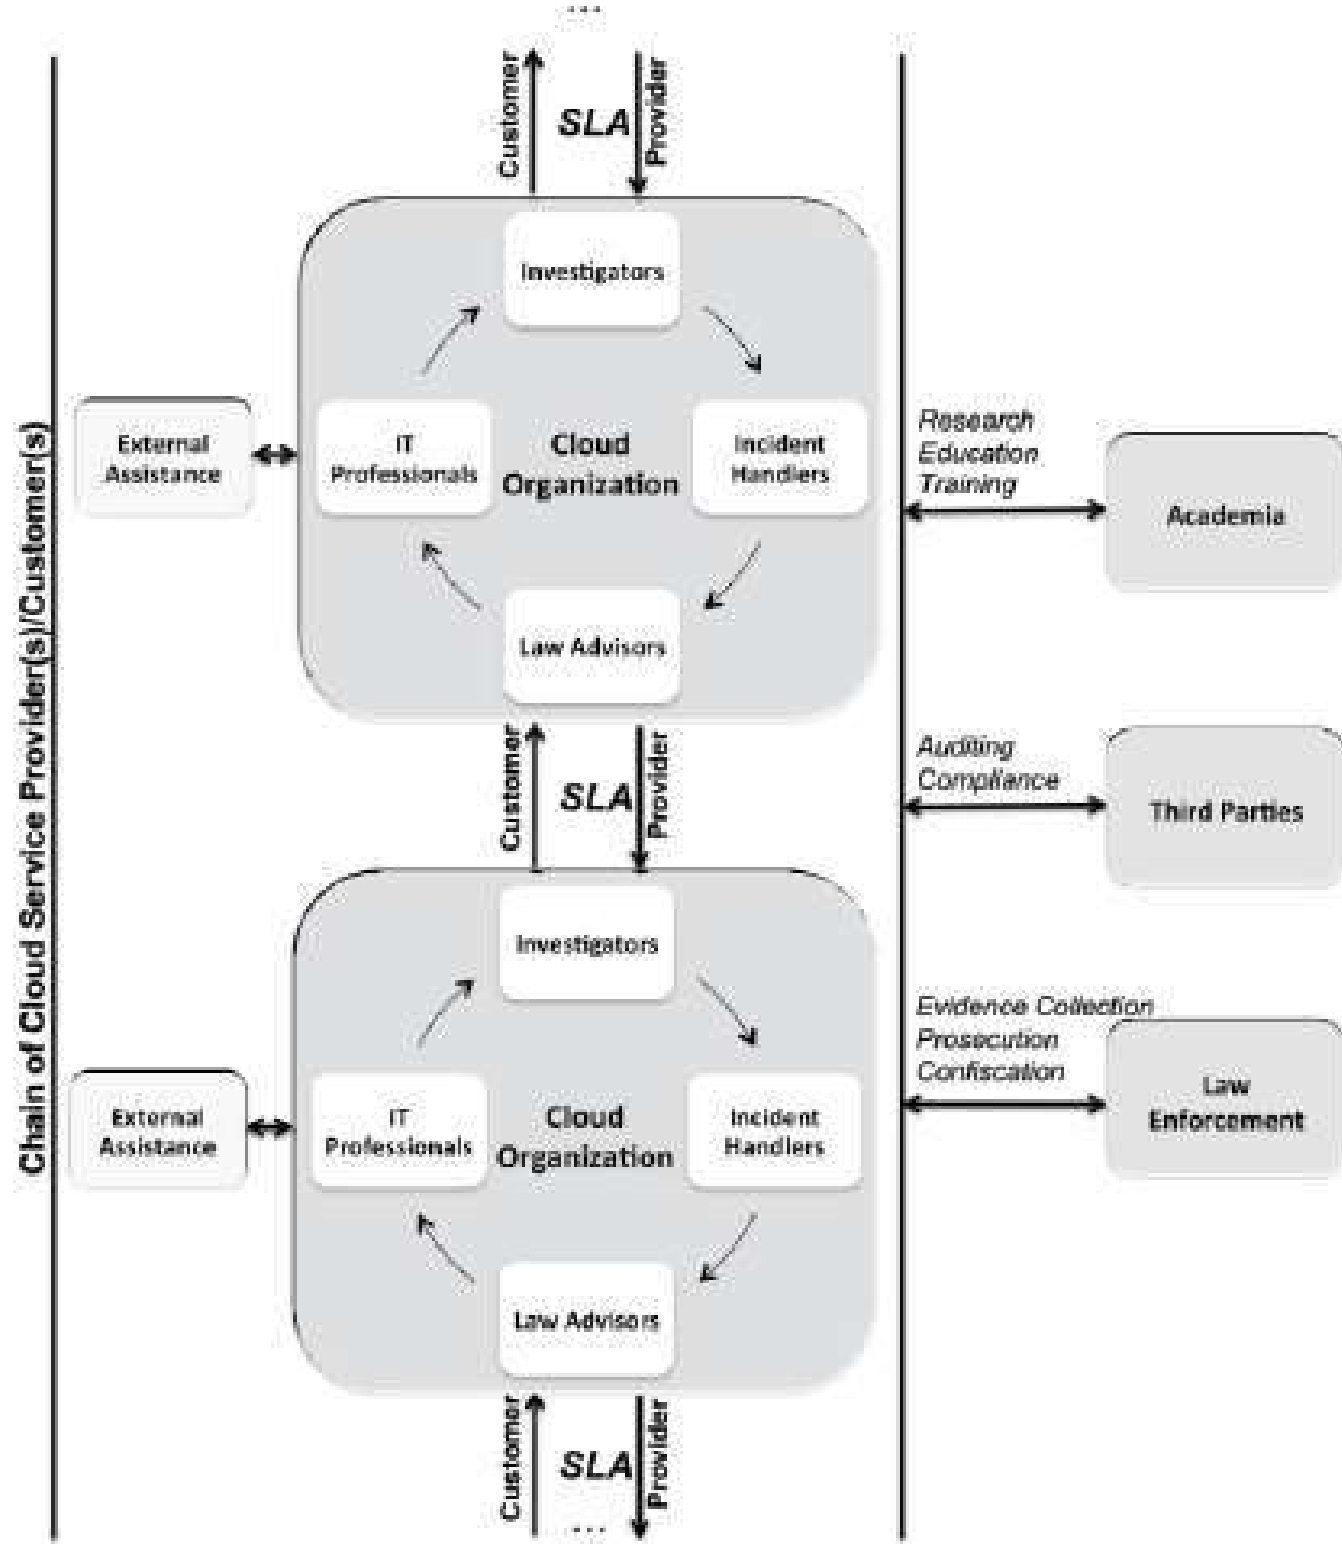 ...
Customer
SLA
Provider
Investigators
External
Assistance
IT
Professionals
Cloud
Organization
Incident
Handlers
Law Advisors
Chain of Cloud Service Provider(s)/Customer(s)
Research
Education
Training
Academia
Customer
SLA
Provider
Auditing
Compliance
Third Parties
Investigators
External
Assistance
IT
Professionals
Cloud
Organization
Incident
Handlers
Law Advisors
Evidence Collection
Prosecution
Confiscation
Law
Enforcement
Customer
SLA
Provider
...